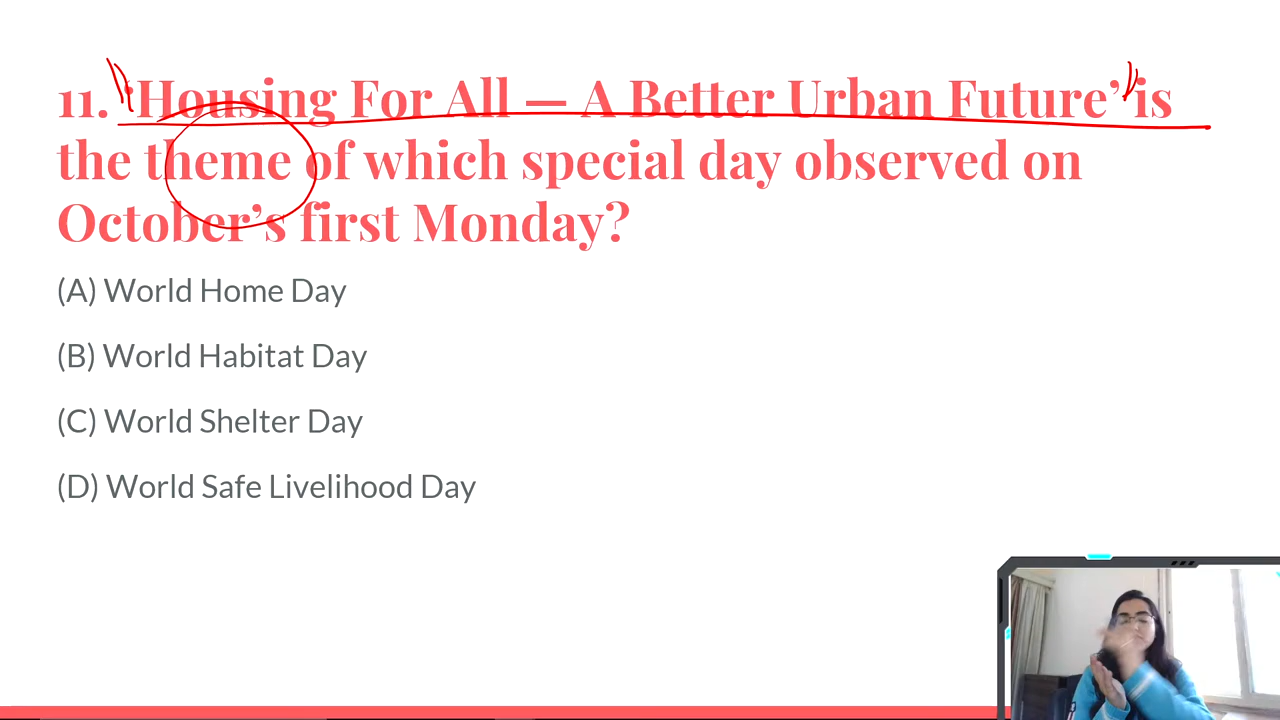 11. ‘Housing For All — A Better Urban Future’ is
the theme of which special day observed on
October’s first Monday?
(A) World Home Day
(B) World Habitat Day
(C) World Shelter Day
(D) World Safe Livelihood Day